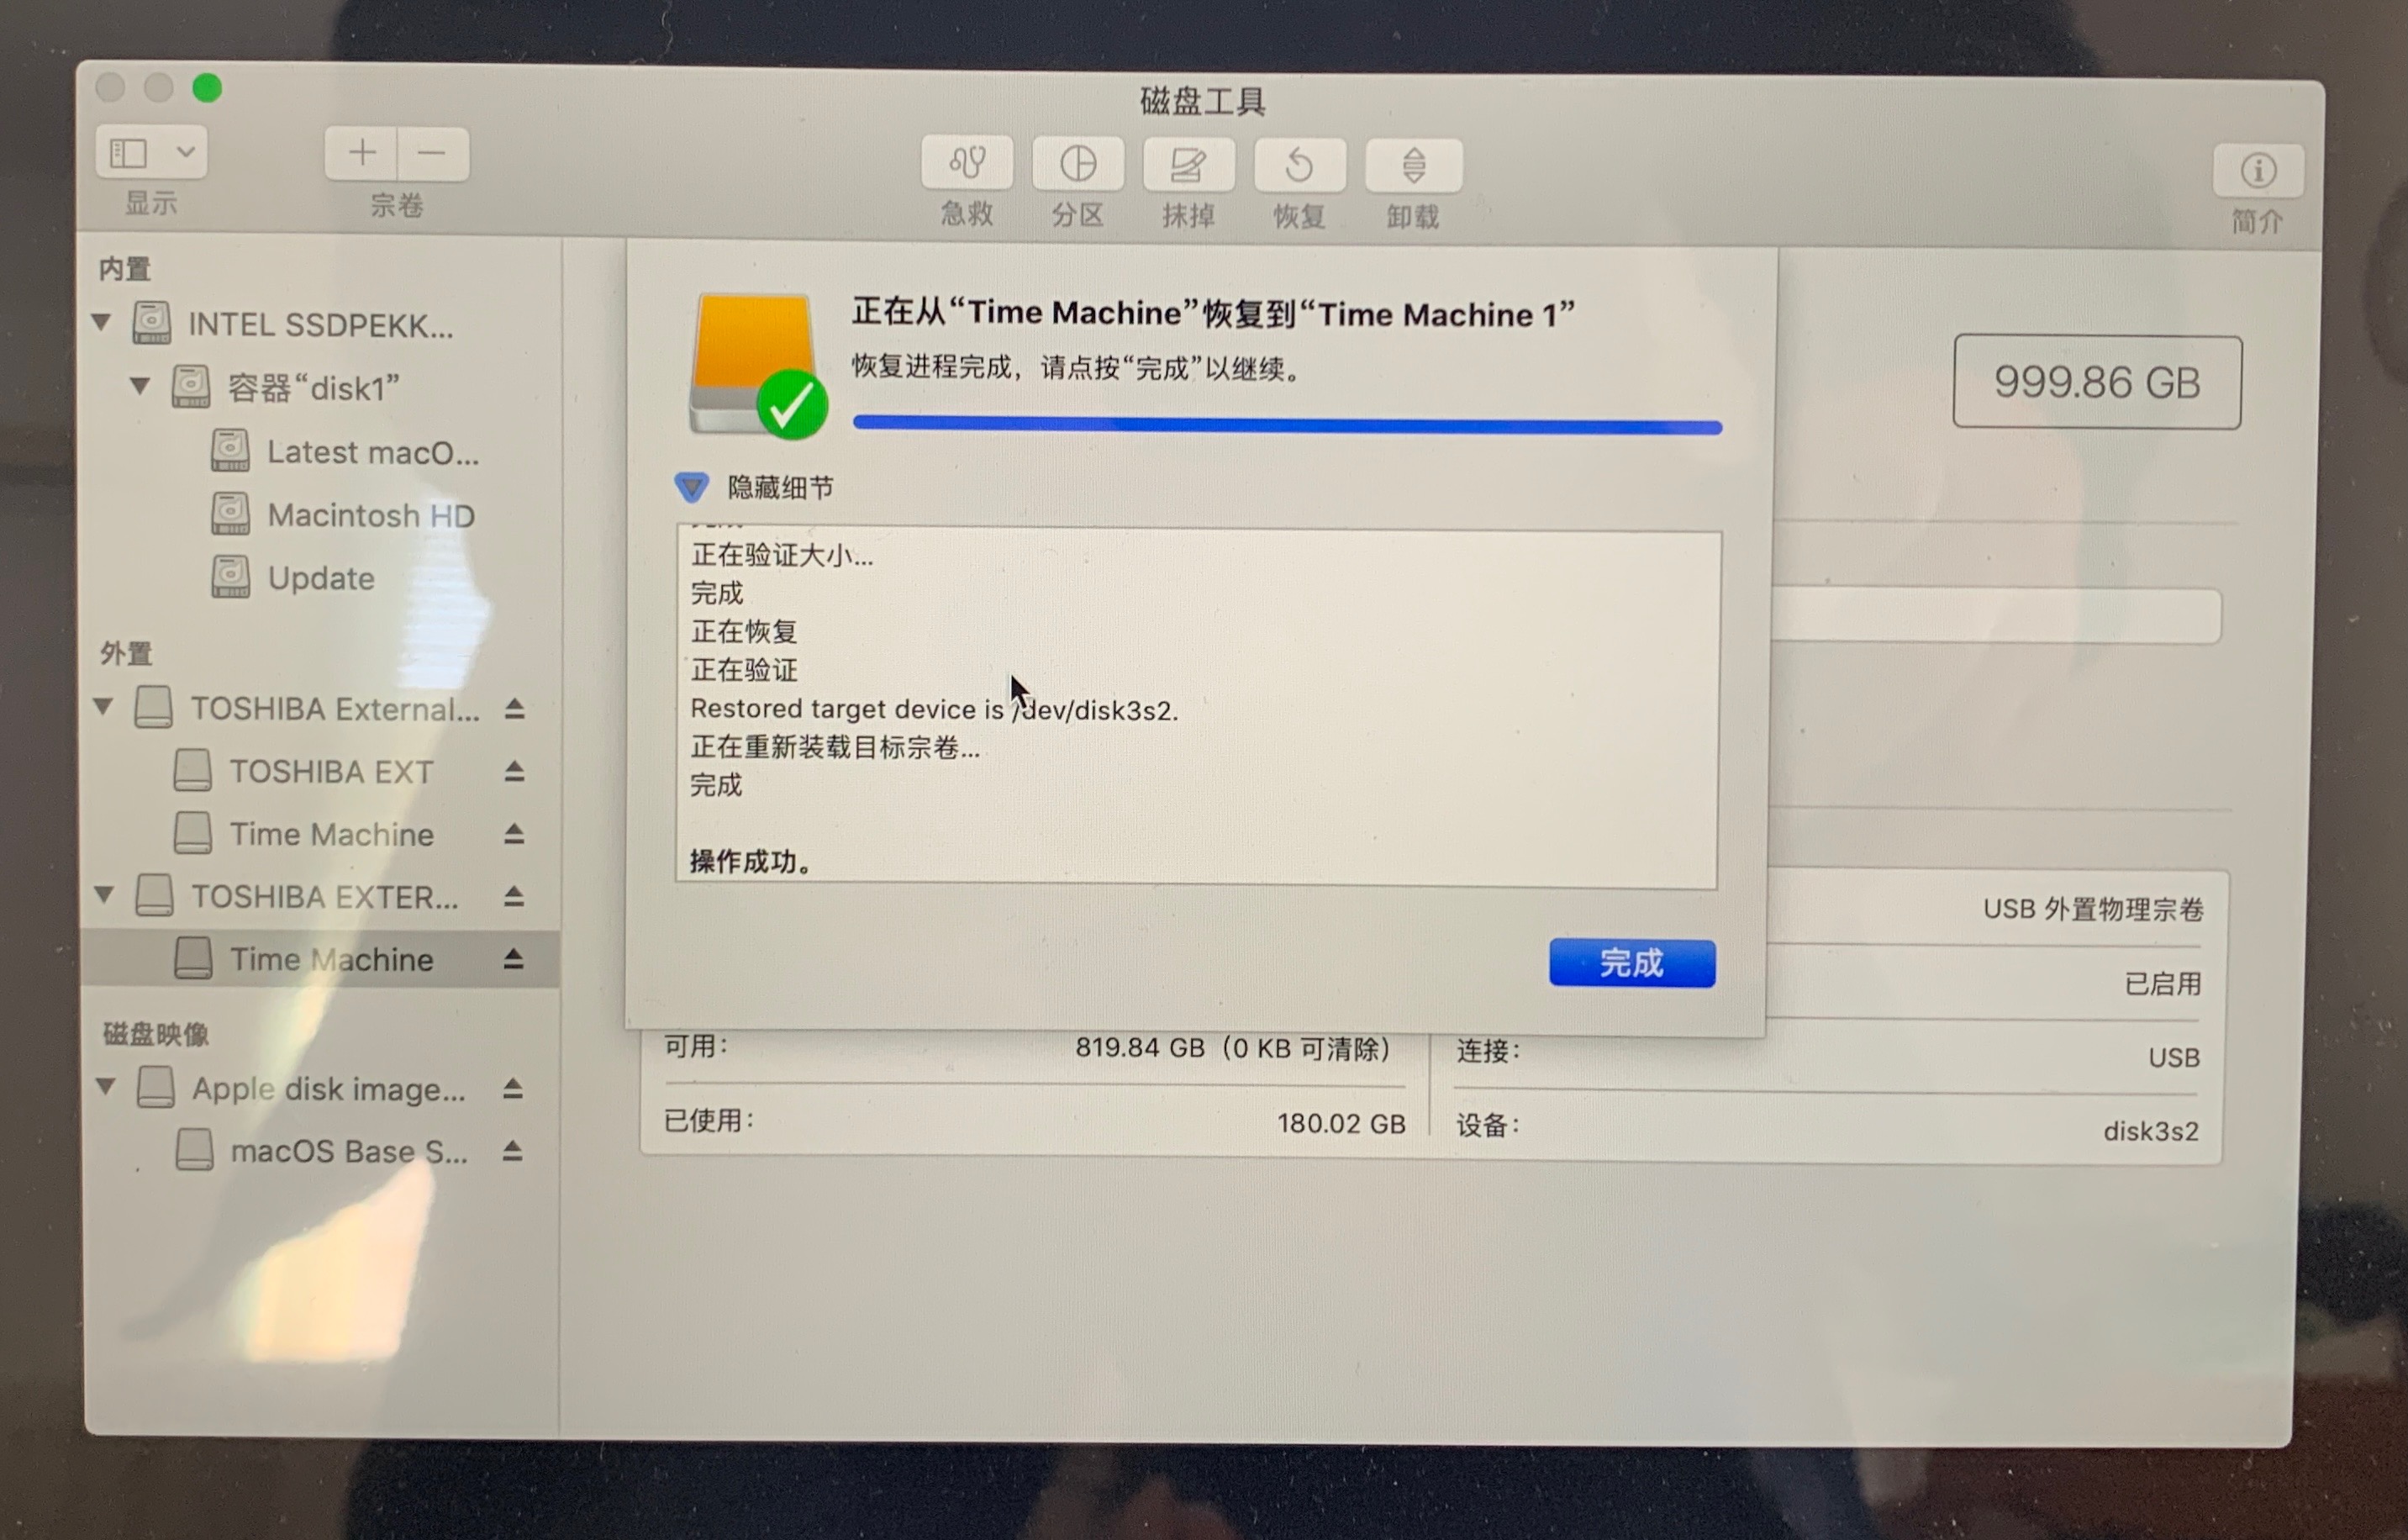 磁盘工具
显示
宗卷
急救
分区
抹掉
恢复
卸载
简介
内置
INTEL SSDPEKK...
容器“disk1”
Latest macO...
Macintosh HD
Update
外置
TOSHIBA External...
TOSHIBA EXT
Time Machine
TOSHIBA EXTER...
Time Machine
磁盘映像
Apple disk image...
macOS Base S...
正在从“Time Machine”恢复到“Time Machine 1”
恢复进程完成，请点按“完成”以继续。
隐藏细节
正在验证大小...
完成
正在恢复
正在验证
Restored target device is /dev/disk3s2.
正在重新装载目标宗卷...
完成
操作成功。
完成
999.86 GB
USB 外置物理宗卷
已启用
可用： 819.84 GB（0 KB 可清除）
连接： USB
已使用： 180.02 GB
设备： disk3s2